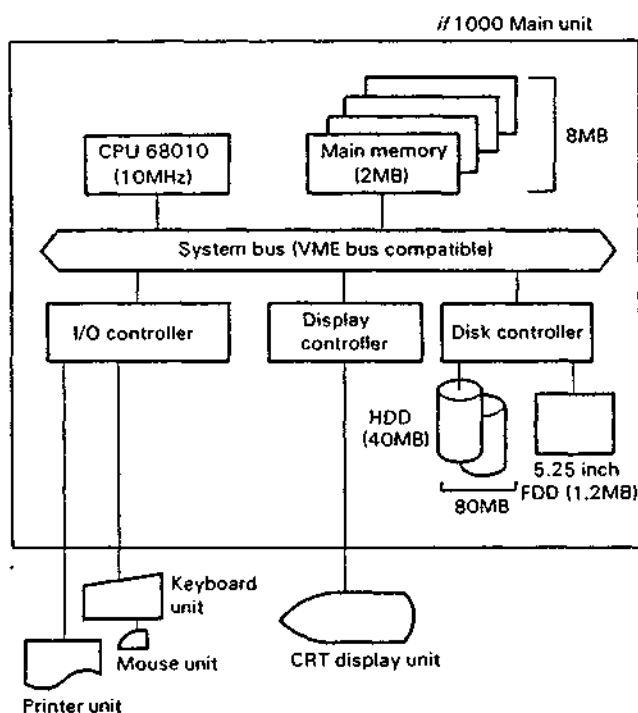 if 1000 Main unit
CPU 68010
(10MHz)
Main memory
(2MB)
8MB
System bus (VME bus compatible)
I/O controller
Display
controller
Disk controller
HDD
(40MB)
5.25 inch
FDD (1.2MB)
80MB
Keyboard
unit
Mouse unit
CRT display unit
Printer unit